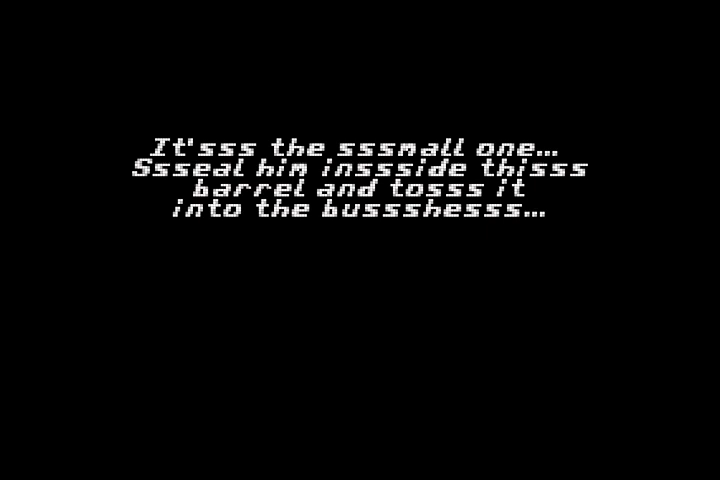 It'sss the sssmall one...
Ssseal him inssside thisss
barrel and tosss it
into the bussshesss...